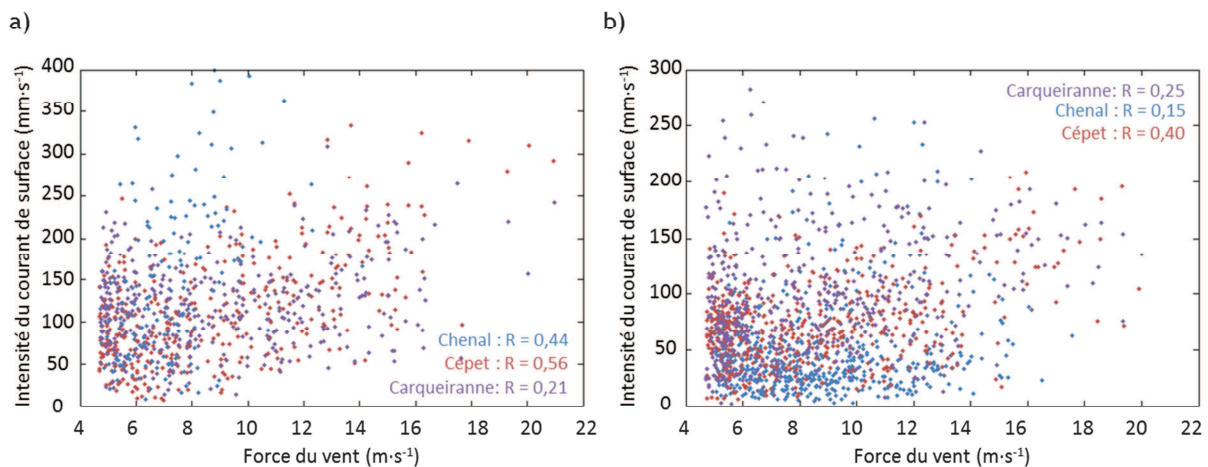 a)
Intensité du courant de surface (mm·s⁻¹)
400
350
300
250
200
150
100
50
0
Chenal : R = 0,44
Cépet : R = 0,56
Carqueiranne: R = 0,21
4 6 8 10 12 14 16 18 20 22
Force du vent (m·s⁻¹)
b)
Intensité du courant de surface (mm·s⁻¹)
300
250
200
150
100
50
0
Carqueiranne: R = 0,25
Chenal : R = 0,15
Cépet : R = 0,40
4 6 8 10 12 14 16 18 20 22
Force du vent (m·s⁻¹)